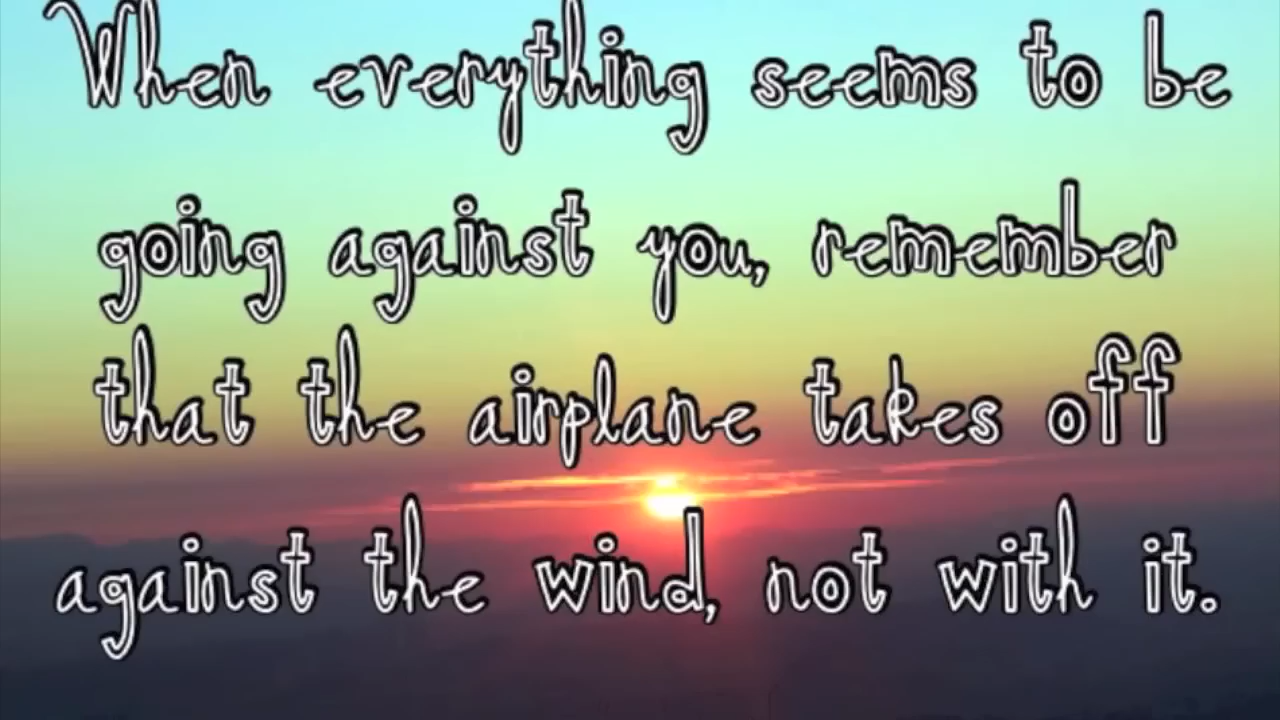 When everything seems to be
going against you, remember
that the airplane takes off
against the wind, not with it.